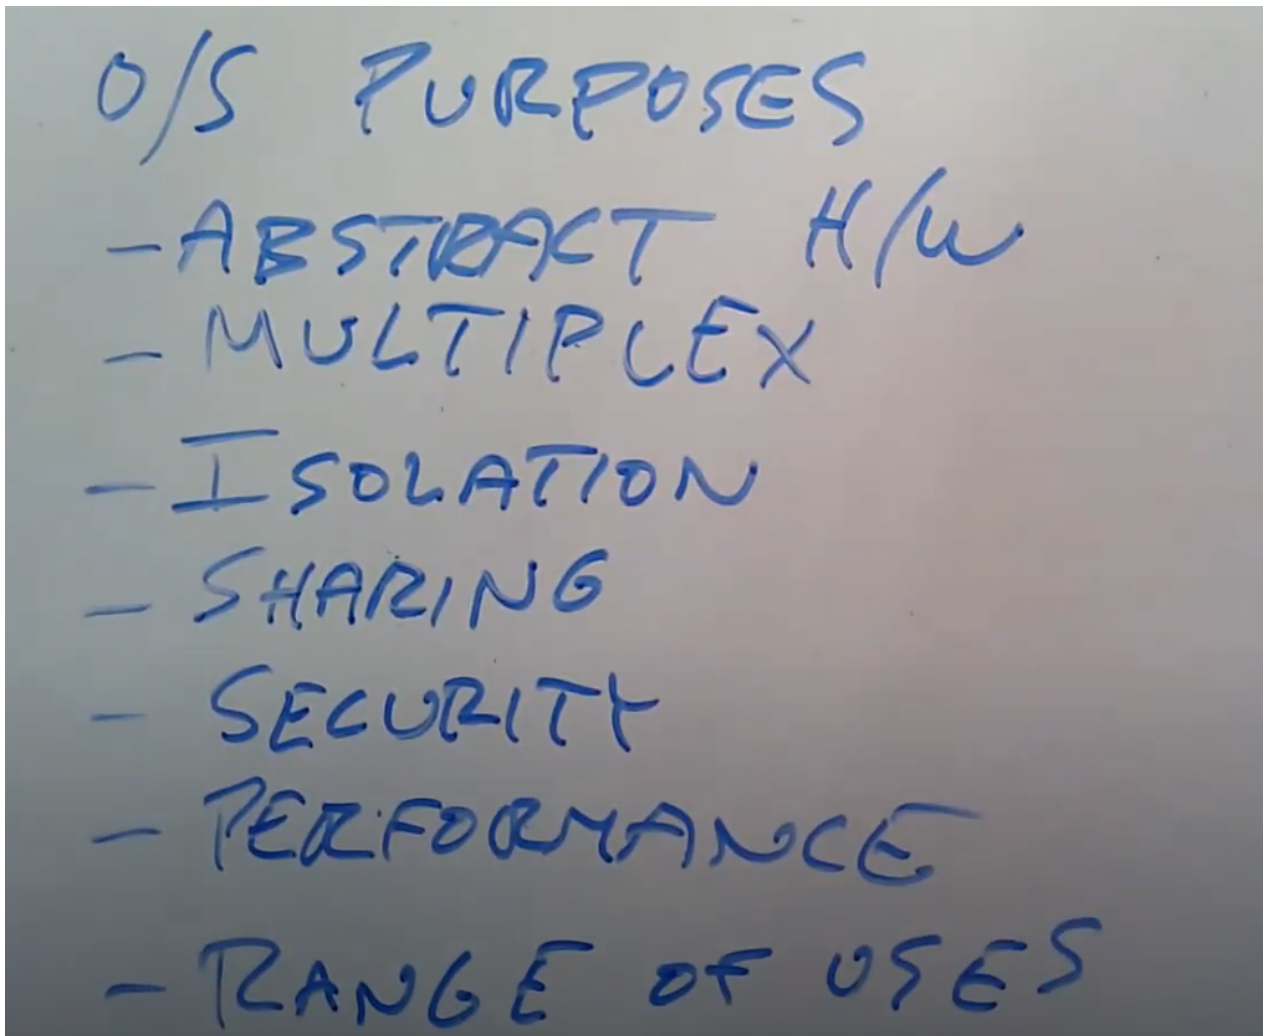 O/S PURPOSES
- ABSTRACT H/W
- MULTIPLEX
- ISOLATION
- SHARING
- SECURITY
- PERFORMANCE
- RANGE OF USES